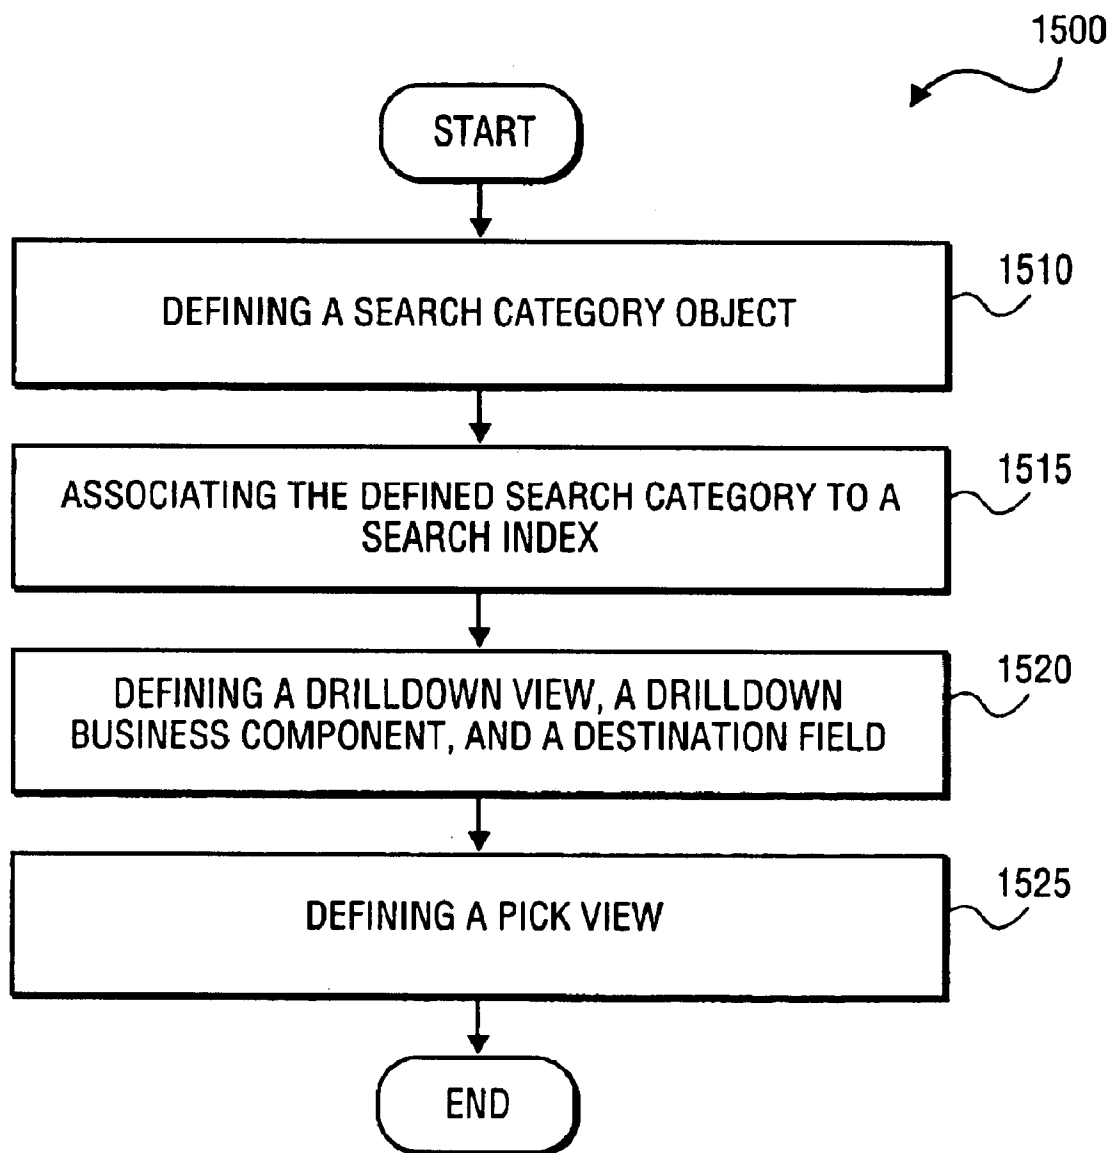 1500
START
1510
DEFINING A SEARCH CATEGORY OBJECT
1515
ASSOCIATING THE DEFINED SEARCH CATEGORY TO A
SEARCH INDEX
1520
DEFINING A DRILLDOWN VIEW, A DRILLDOWN
BUSINESS COMPONENT, AND A DESTINATION FIELD
1525
DEFINING A PICK VIEW
END